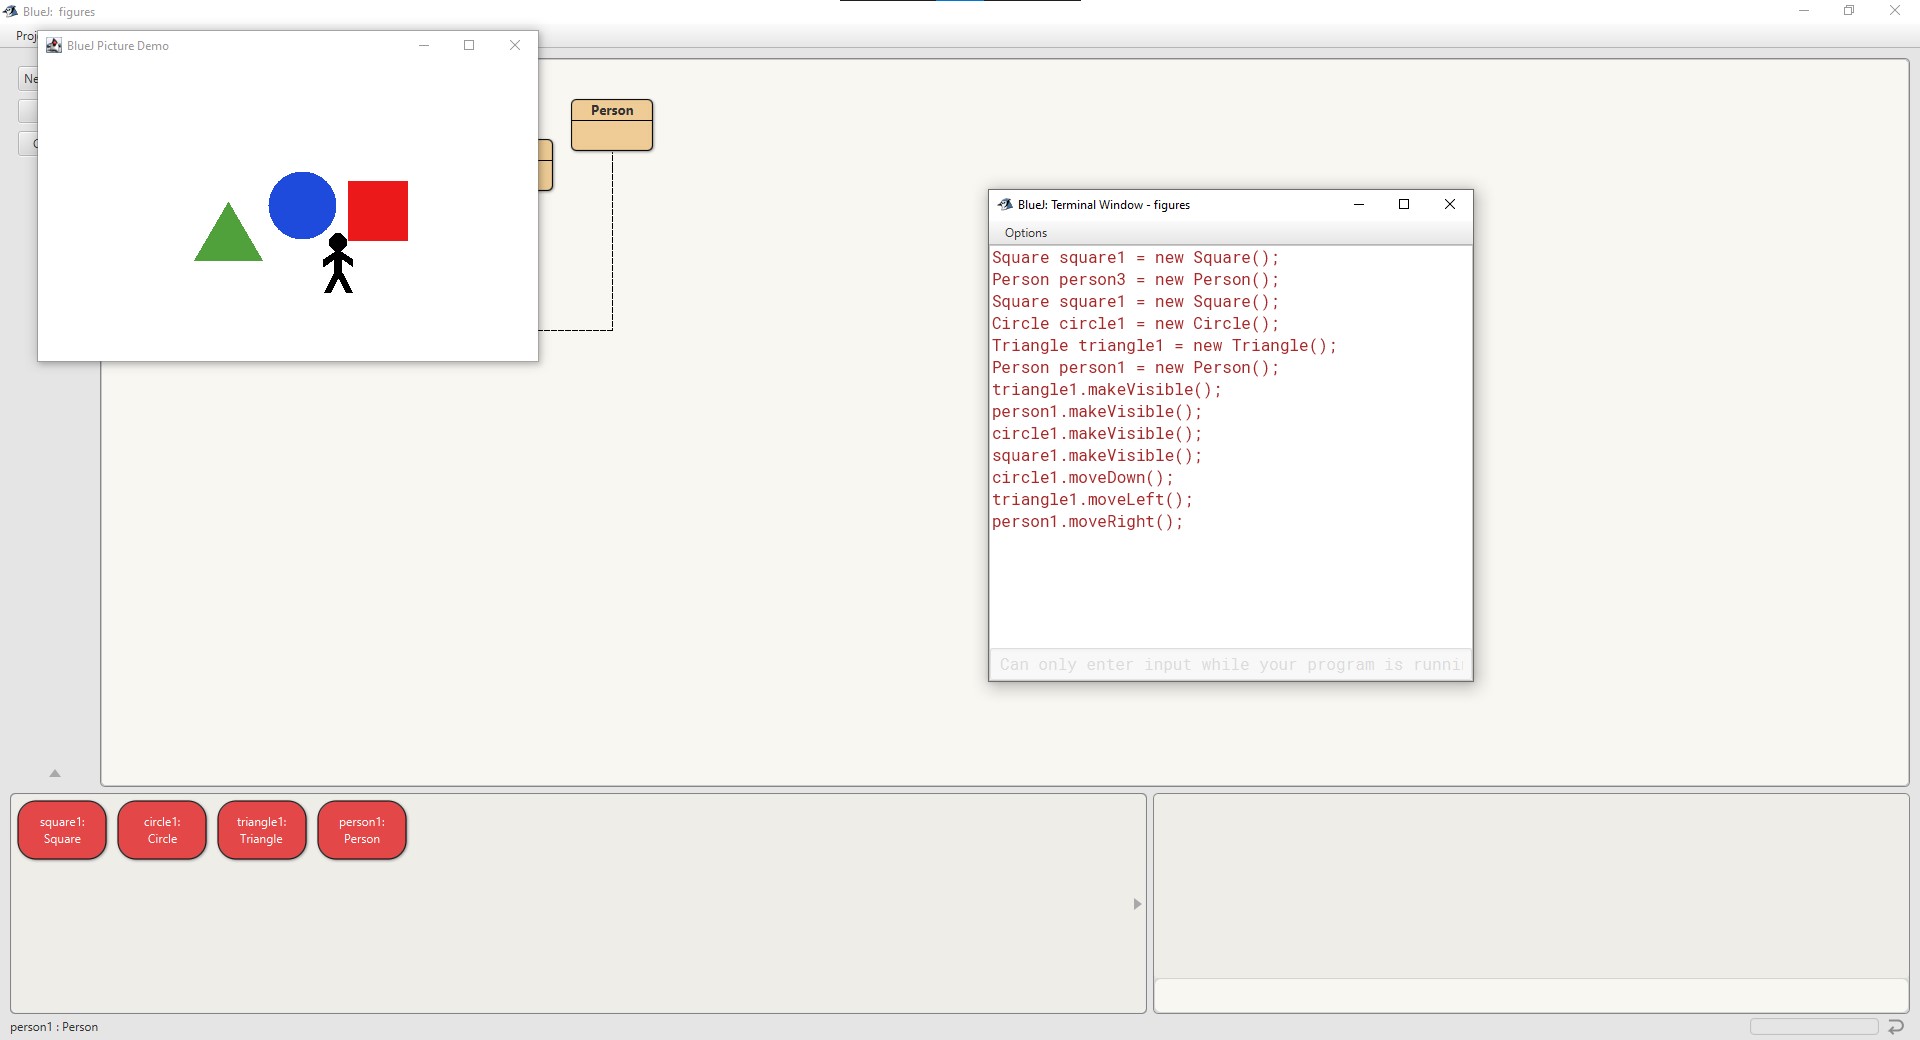 BlueJ: figures
Proj
BlueJ Picture Demo
Ne
C
Person
BlueJ: Terminal Window - figures
Options
Square square1 = new Square();
Person person3 = new Person();
Square square1 = new Square();
Circle circle1 = new Circle();
Triangle triangle1 = new Triangle();
Person person1 = new Person();
triangle1.makeVisible();
person1.makeVisible();
circle1.makeVisible();
square1.makeVisible();
circle1.moveDown();
triangle1.moveLeft();
person1.moveRight();
Can only enter input while your program is runni
square1:
Square
circle1:
Circle
triangle1:
Triangle
person1:
Person
person1 : Person